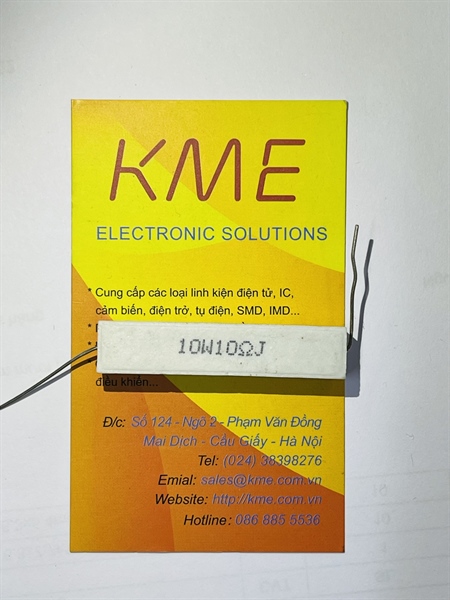 KME
ELECTRONIC SOLUTIONS
* Cung cấp các loại linh kiện điện tử, IC,
cảm biến, điện trở, tụ điện, SMD, IMD...
10W10ΩJ
điều khiển...
Đ/c: Số 124 - Ngõ 2 - Phạm Văn Đồng
Mai Dịch - Cầu Giấy - Hà Nội
Tel: (024) 38398276
Emial: sales@kme.com.vn
Website: http://kme.com.vn
Hotline: 086 885 5536